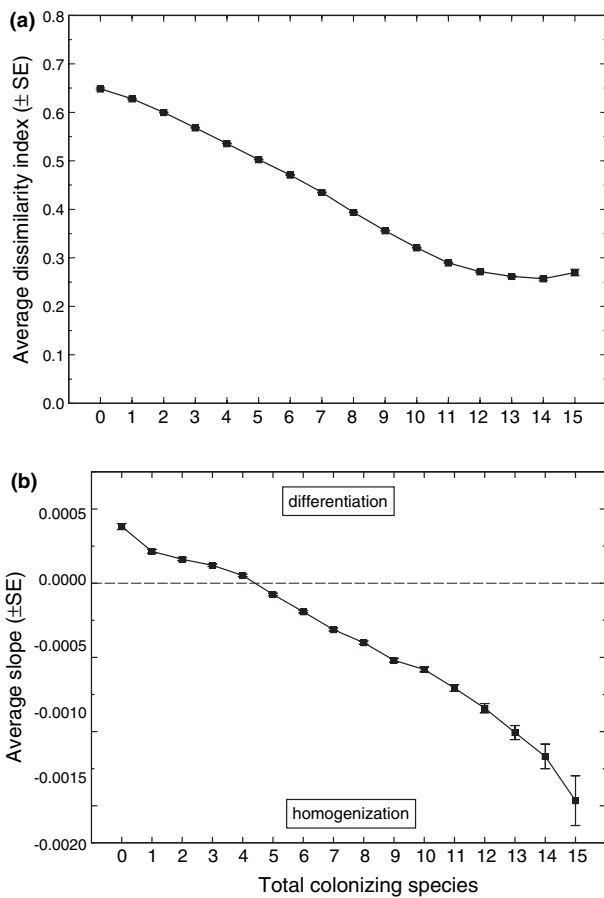 (a)
Average dissimilarity index (± SE)
0.8
0.7
0.6
0.5
0.4
0.3
0.2
0.1
0.0
0 1 2 3 4 5 6 7 8 9 10 11 12 13 14 15
(b)
Average slope (±SE)
differentiation
0.0005
0.0000
-0.0005
-0.0010
-0.0015
-0.0020
homogenization
0 1 2 3 4 5 6 7 8 9 10 11 12 13 14 15
Total colonizing species